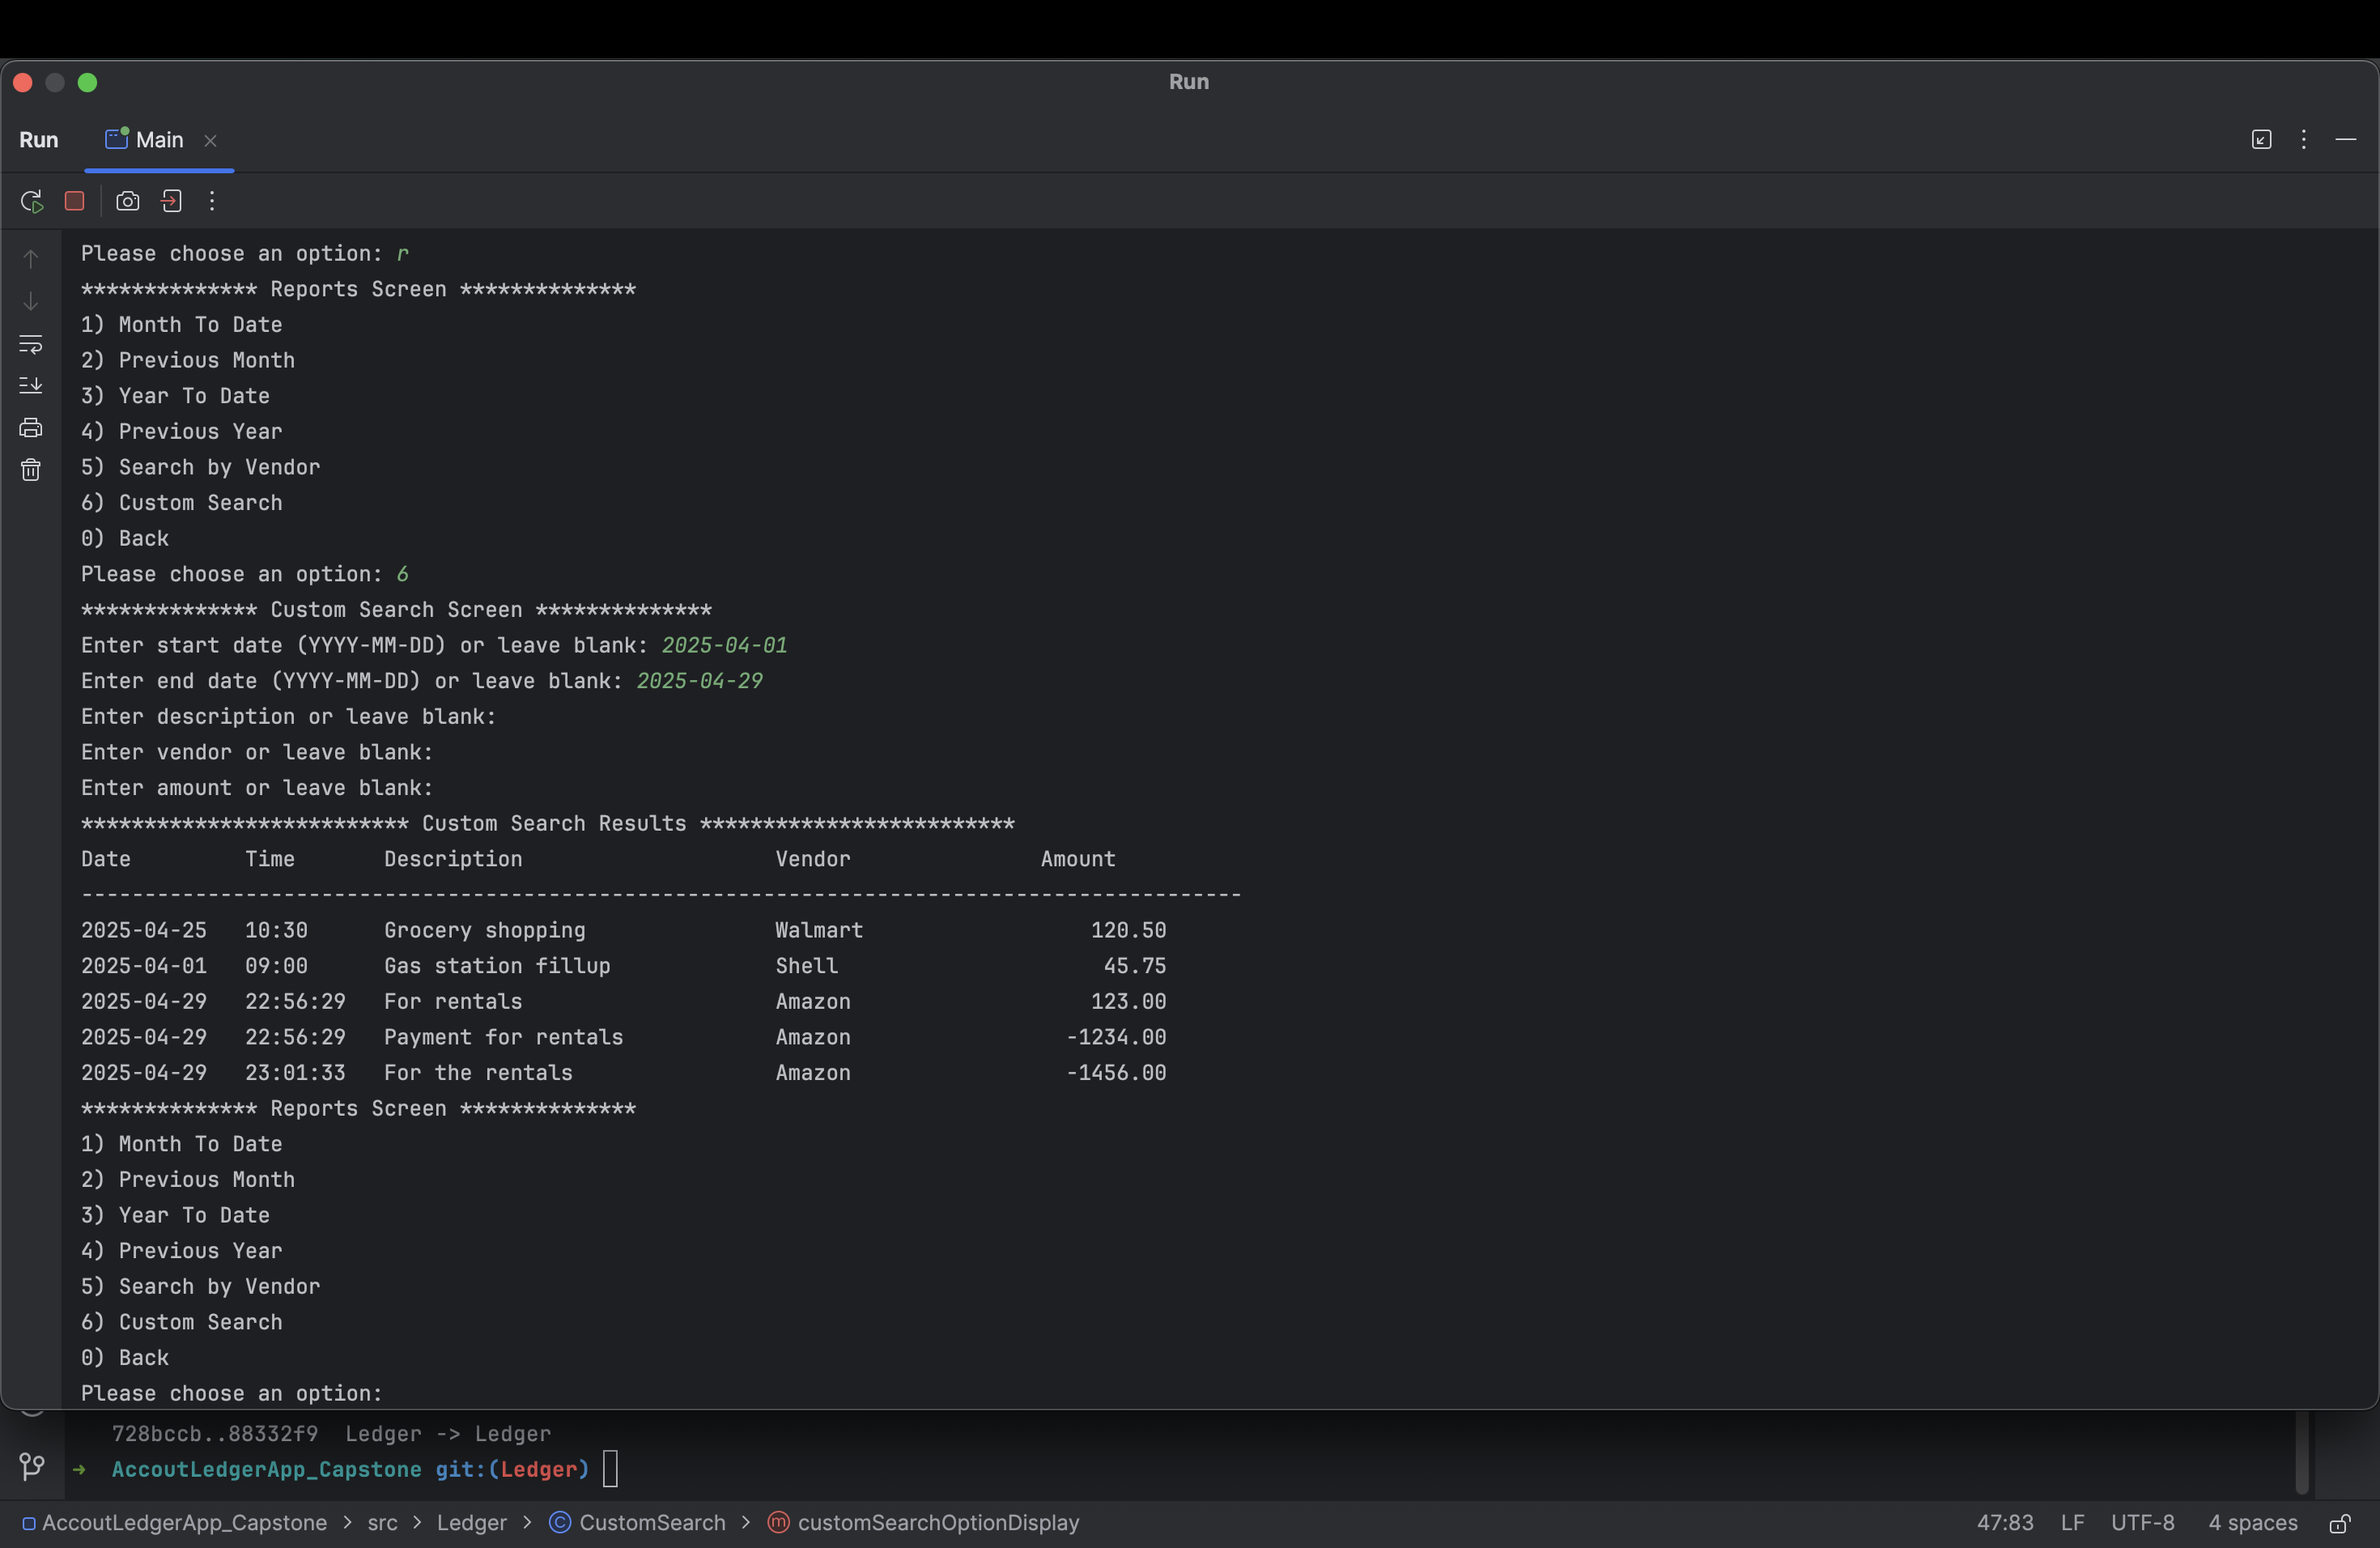 Run
Run Main
Please choose an option: r
************** Reports Screen **************
1) Month To Date
2) Previous Month
3) Year To Date
4) Previous Year
5) Search by Vendor
6) Custom Search
0) Back
Please choose an option: 6
************** Custom Search Screen **************
Enter start date (YYYY-MM-DD) or leave blank: 2025-04-01
Enter end date (YYYY-MM-DD) or leave blank: 2025-04-29
Enter description or leave blank:
Enter vendor or leave blank:
Enter amount or leave blank:
************************** Custom Search Results *************************
Date Time Description Vendor Amount
--------------------------------------------------------------------------------------------
2025-04-25 10:30 Grocery shopping Walmart 120.50
2025-04-01 09:00 Gas station fillup Shell 45.75
2025-04-29 22:56:29 For rentals Amazon 123.00
2025-04-29 22:56:29 Payment for rentals Amazon -1234.00
2025-04-29 23:01:33 For the rentals Amazon -1456.00
************** Reports Screen **************
1) Month To Date
2) Previous Month
3) Year To Date
4) Previous Year
5) Search by Vendor
6) Custom Search
0) Back
Please choose an option:
728bccb..88332f9 Ledger -> Ledger
→ AccoutLedgerApp_Capstone git:(Ledger)
AccoutLedgerApp_Capstone > src > Ledger > CustomSearch > customSearchOptionDisplay 47:83 LF UTF-8 4 spaces